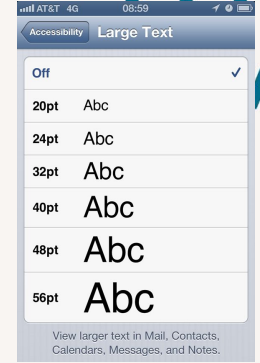 AT&T 4G 08:59
Accessibility Large Text
Off
20pt Abc
24pt Abc
32pt Abc
40pt Abc
48pt Abc
56pt Abc
View larger text in Mail, Contacts,
Calendars, Messages, and Notes.